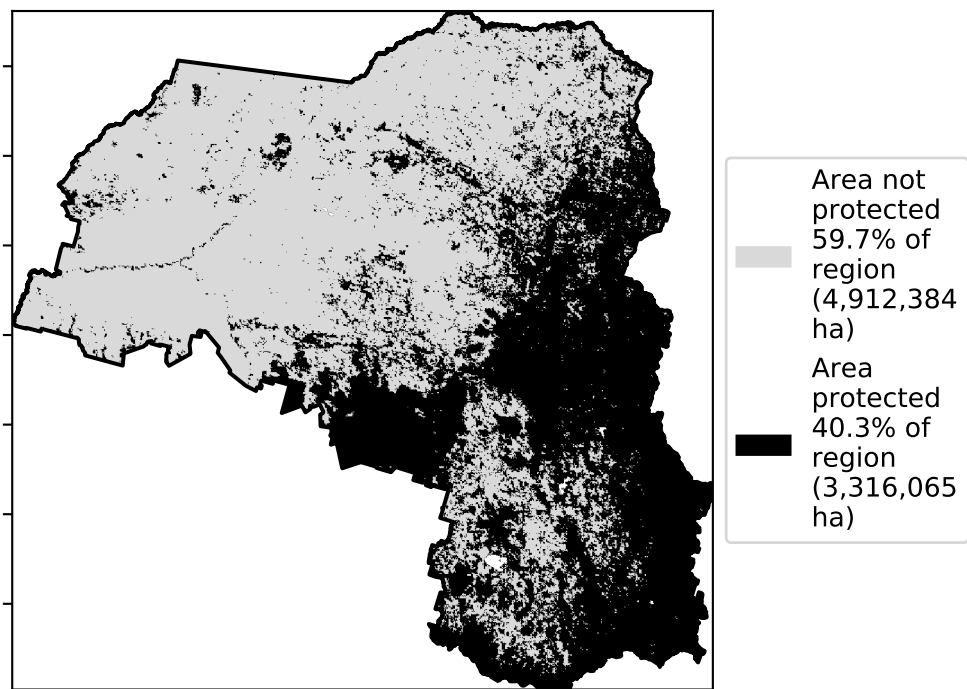 Area not
protected
59.7% of
region
(4,912,384
ha)
Area
protected
40.3% of
region
(3,316,065
ha)